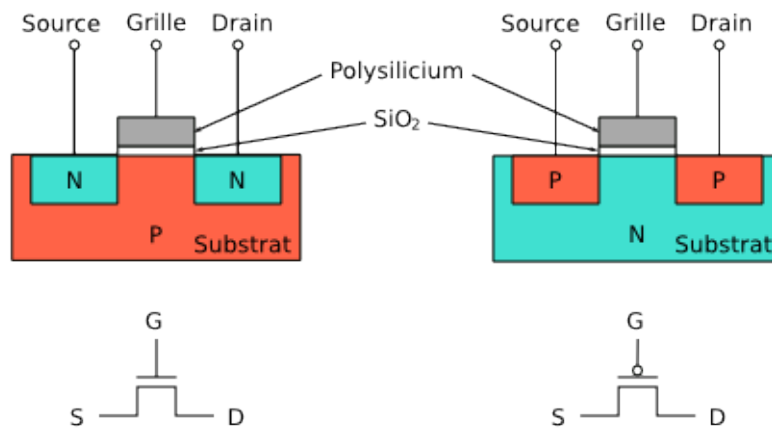 Source Grille Drain
Source Grille Drain
Polysilicium
SiO₂
N N
P
Substrat
P P
N
Substrat
G
S D
G
S D